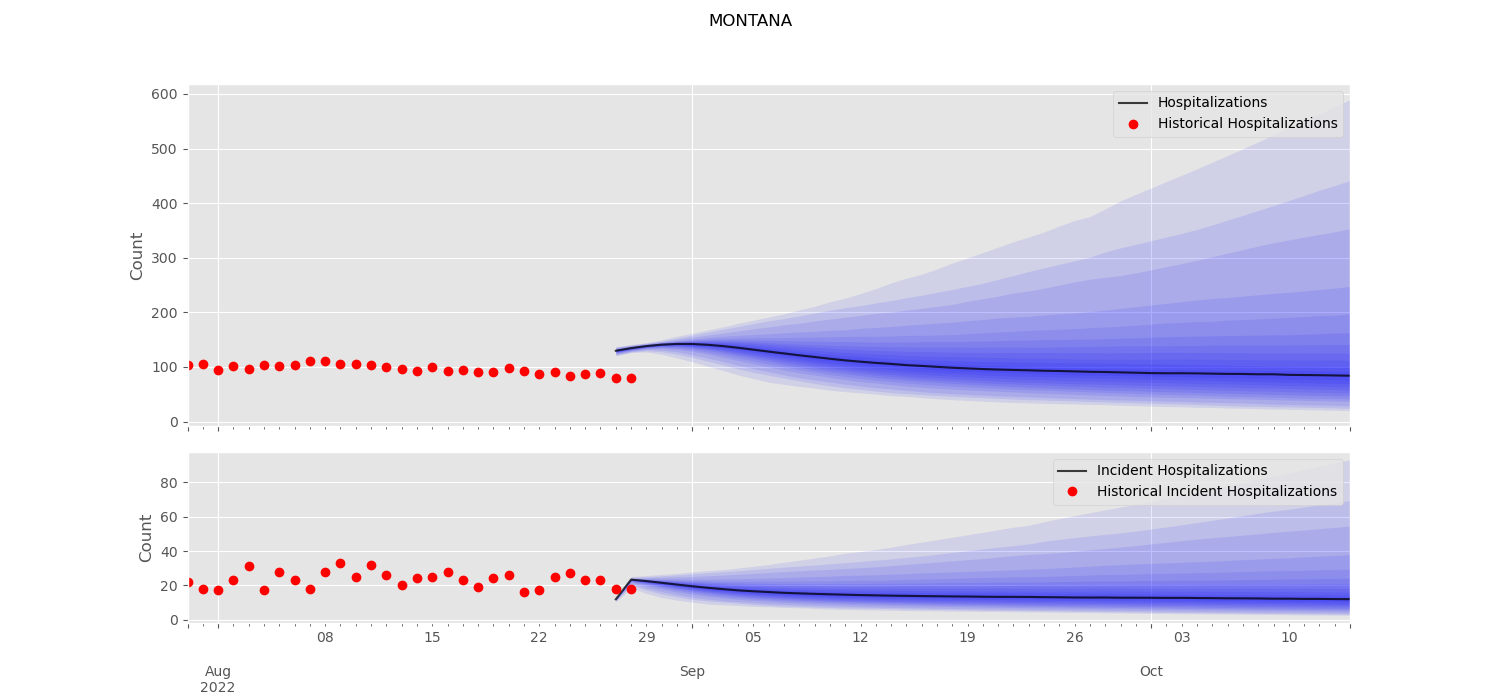 MONTANA
600
500
400
300
200
100
0
Count
Hospitalizations
Historical Hospitalizations
80
60
40
20
0
Count
Incident Hospitalizations
Historical Incident Hospitalizations
08 15 22 29 05 12 19 26 03 10
Aug Sep Oct
2022